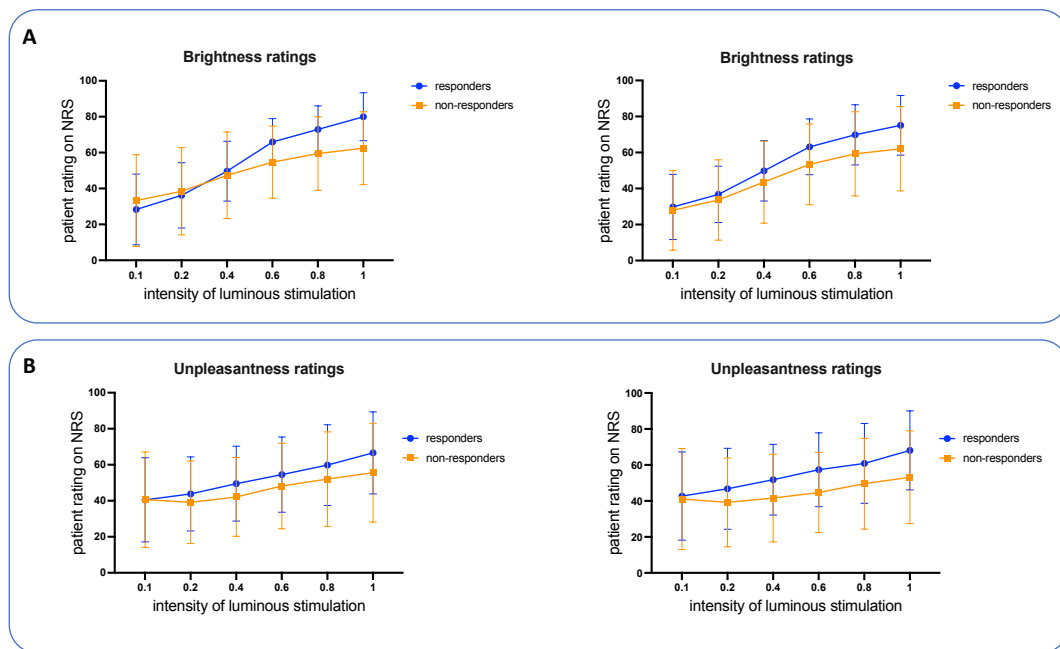 A
Brightness ratings
100
80
60
40
20
0
patient rating on NRS
0.1 0.2 0.4 0.6 0.8 1
intensity of luminous stimulation
responders
non-responders
Brightness ratings
100
80
60
40
20
0
patient rating on NRS
0.1 0.2 0.4 0.6 0.8 1
intensity of luminous stimulation
responders
non-responders
B
Unpleasantness ratings
100
80
60
40
20
0
patient rating on NRS
0.1 0.2 0.4 0.6 0.8 1
intensity of luminous stimulation
responders
non-responders
Unpleasantness ratings
100
80
60
40
20
0
patient rating on NRS
0.1 0.2 0.4 0.6 0.8 1
intensity of luminous stimulation
responders
non-responders